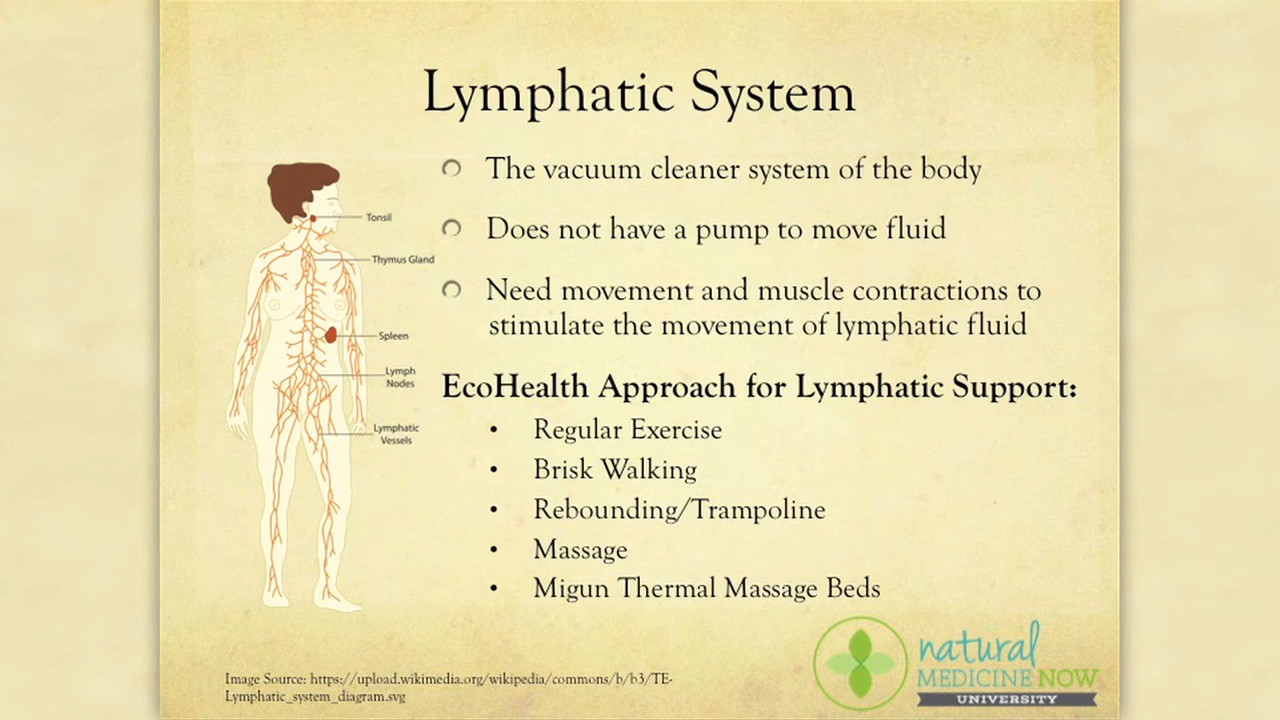 Lymphatic System
The vacuum cleaner system of the body
Does not have a pump to move fluid
Need movement and muscle contractions to
stimulate the movement of lymphatic fluid
EcoHealth Approach for Lymphatic Support:
• Regular Exercise
• Brisk Walking
• Rebounding/Trampoline
• Massage
• Migun Thermal Massage Beds
Tonsil
Thymus Gland
Spleen
Lymph
Nodes
Lymphatic
Vessels
Image Source: https://upload.wikimedia.org/wikipedia/commons/b/b3/TE-
Lymphatic_system_diagram.svg
natural
MEDICINE NOW
UNIVERSITY